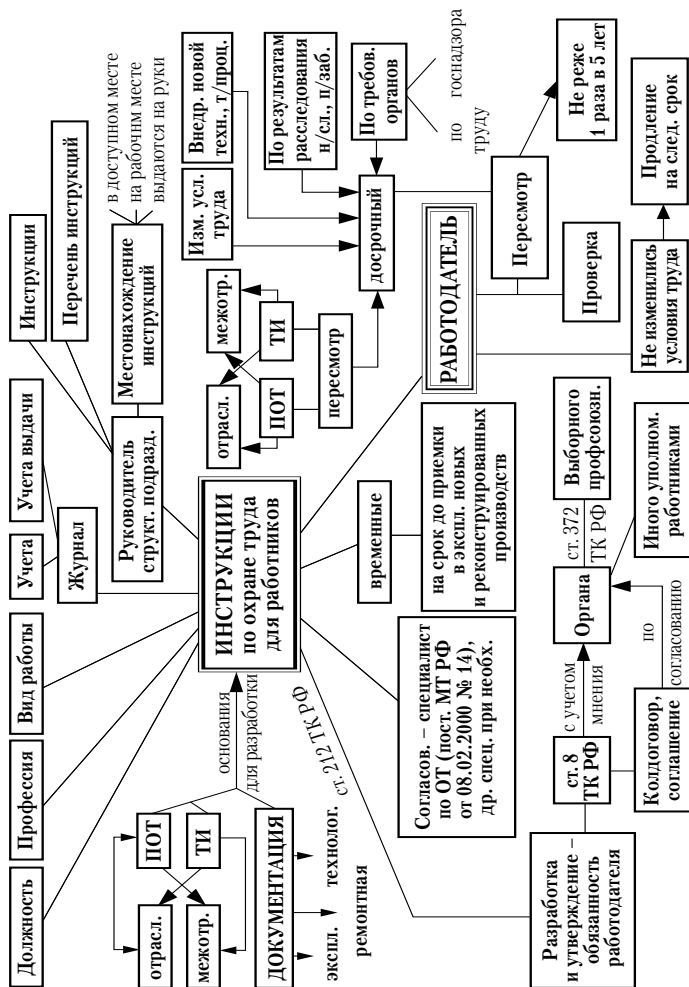 Должность
Профессия
Вид работы
Учета
Учета выдачи
Журнал
Инструкции
Перечень инструкций
Руководитель
структ. подразд.
Местонахождение
инструкций
в доступном месте
на рабочнм месте
выдаются на руки
отрасл.
межотр.
ПОТ
ТИ
ДОКУМЕНТАЦИЯ
экспл.
технолог.
ремонтная
основания
для разработки
ИНСТРУКЦИИ
по охране труда
для работников
отрасл.
межотр.
ПОТ
ТИ
пересмотр
Изм. усл.
труда
Внедр. новой
техн., т/проц.
По результатам
расследования
н/сл., п/заб.
По требов.
органов
по госнадзора
труду
досрочный
ст. 212 ТК РФ
Согласов. – специалист
по ОТ (пост. МТ РФ
от 08.02.2000 № 14),
др. спец. при необх.
временные
на срок до приемки
в экспл. новых
и реконструированных
производств
РАБОТОДАТЕЛЬ
Пересмотр
Не реже
1 раза в 5 лет
Проверка
Не изменились
условия труда
Продление
на след. срок
Разработка
и утверждение –
обязанность
работодателя
ст. 8
ТК РФ
с учетом
мнения
Органа
ст. 372
ТК РФ
Выборного
профсоюзн.
Иного уполном.
работниками
Колдоговор,
соглашение
по
согласованию